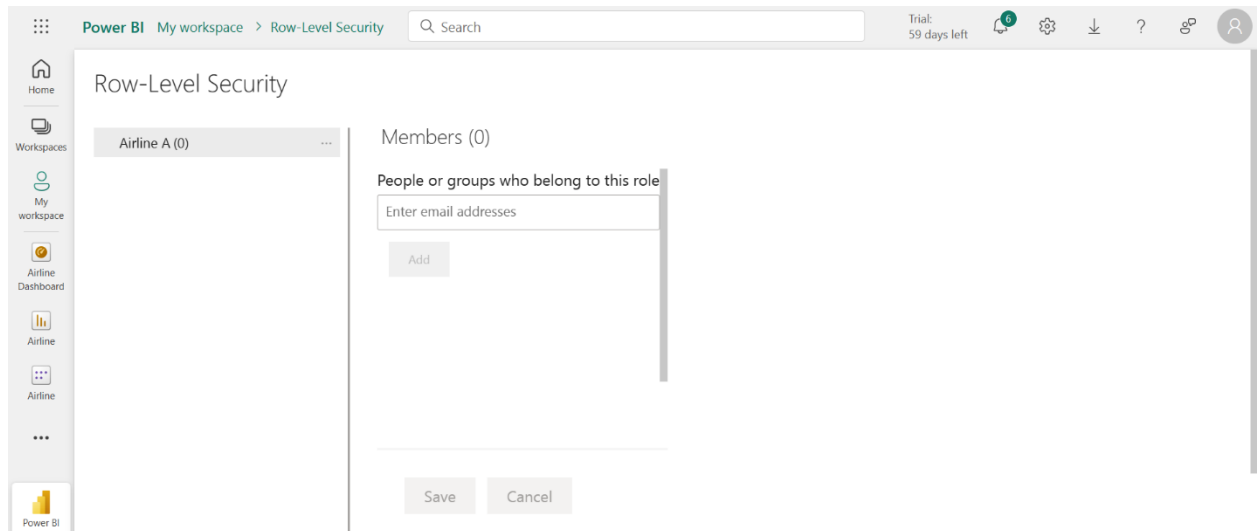 Power BI My workspace > Row-Level Security
Search
Trial:
59 days left
6
Home
Workspaces
My
workspace
Airline
Dashboard
Airline
Airline
Power BI
Row-Level Security
Airline A (0)
Members (0)
People or groups who belong to this role
Enter email addresses
Add
Save
Cancel